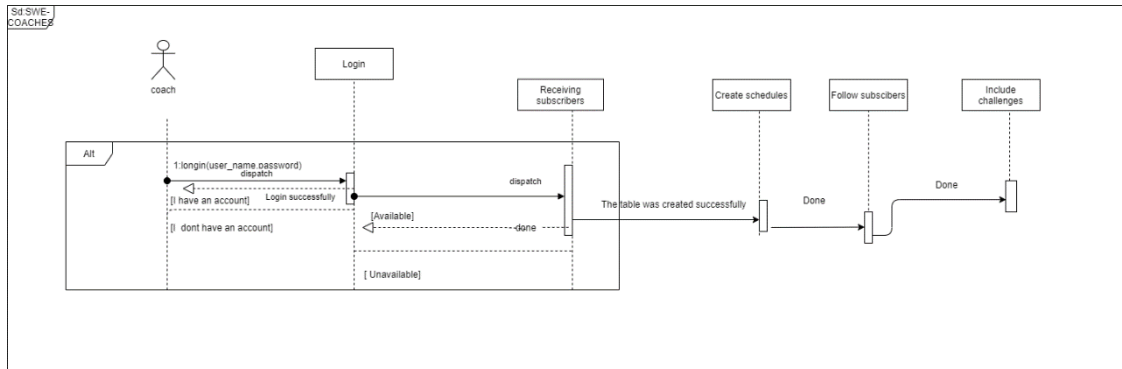 Sd:SWE-
COACHES
coach
Login
Receiving
subscribers
Create schedules
Follow subscibers
Include
challenges
Alt
1:longin(user_name,password)
dispatch
Login successfully
[I have an account]
[I dont have an account]
dispatch
[Available]
done
[ Unavailable]
The table was created successfully
Done
Done